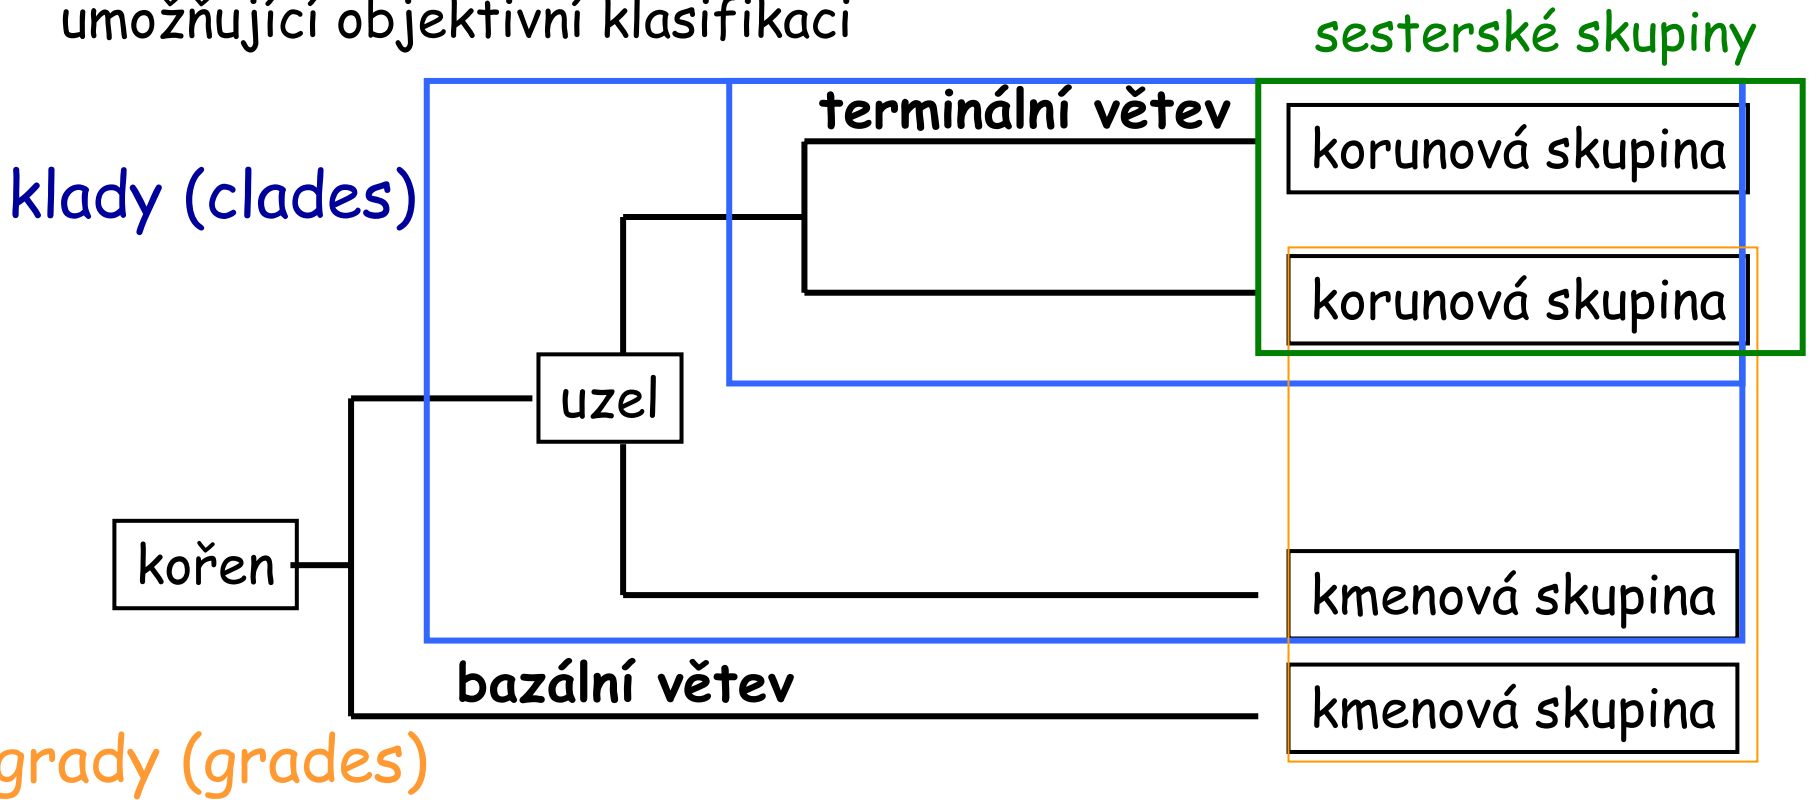 umožňující objektivní klasifikaci
sesterské skupiny
terminální větev
korunová skupina
klady (clades)
korunová skupina
uzel
kořen
kmenová skupina
bazální větev
kmenová skupina
grady (grades)